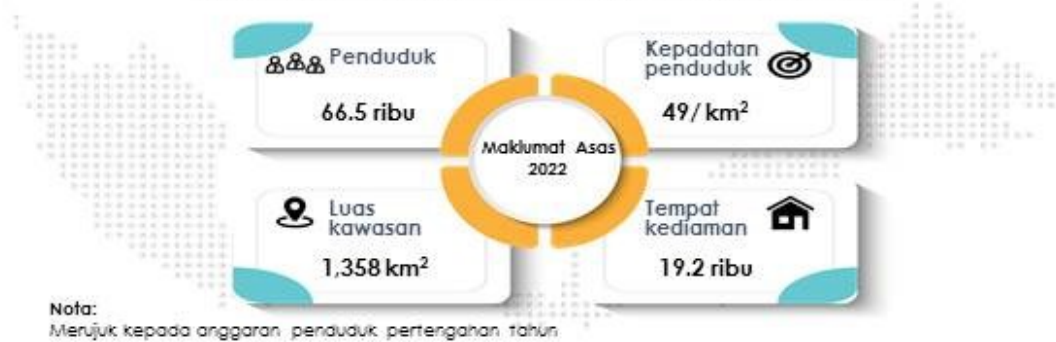 Penduduk
66.5 ribu
Kepadatan
penduduk
49/ km²
Maklumat Asas
2022
Luas
kawasan
1,358 km²
Tempat
kediaman
19.2 ribu
Nota:
Merujuk kepada anggaran penduduk pertengahan tahun